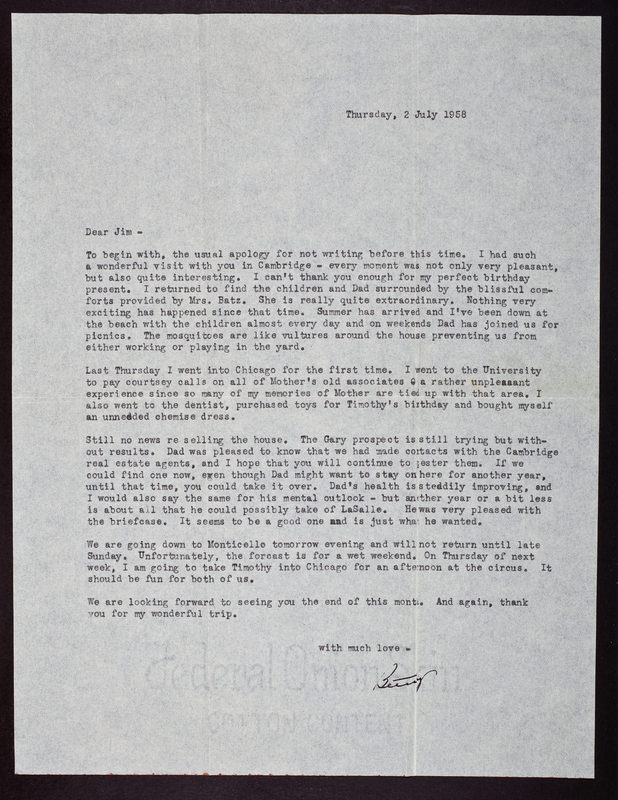 Thursday, 2 July 1958
Dear Jim -
To begin with, the usual apology for not writing before this time. I had such
a wonderful visit with you in Cambridge - every moment was not only very pleasant,
but also quite interesting. I can't thank you enough for my perfect birthday
present. I returned to find the children and Dad surrounded by the blissful com-
forts provided by Mrs. Batz. She is really quite extraordinary. Nothing very
exciting has happened since that time. Summer has arrived and I've been down at
the beach with the children almost every day and on weekends Dad has joined us for
picnics. The mosquitoes are like vultures around the house preventing us from
either working or playing in the yard.
Last Thursday I went into Chicago for the first time. I went to the University
to pay courtsey calls on all of Mother's old associates & a rather unpleasant
experience since so many of my memories of Mother are tied up with that area. I
also went to the dentist, purchased toys for Timothy's birthday and bought myself
an unneeded chemise dress.
Still no news re selling the house. The Gary prospect is still trying but with-
out results. Dad was pleased to know that we had made contacts with the Cambridge
real estate agents, and I hope that you will continue to pester them. If we
could find one now, even though Dad might want to stay on here for another year,
until that time, you could take it over. Dad's health is steadily improving, and
I would also say the same for his mental outlook - but another year or a bit less
is about all that he could possibly take of LaSalle. He was very pleased with
the briefcase. It seems to be a good one and is just what he wanted.
We are going down to Monticello tomorrow evening and will not return until late
Sunday. Unfortunately, the forcast is for a wet weekend. On Thursday of next
week, I am going to take Timothy into Chicago for an afternoon at the circus. It
should be fun for both of us.
We are looking forward to seeing you the end of this month. And again, thank
you for my wonderful trip.
with much love -
Betty
Federal Onion Skin
COTTON CONTENT